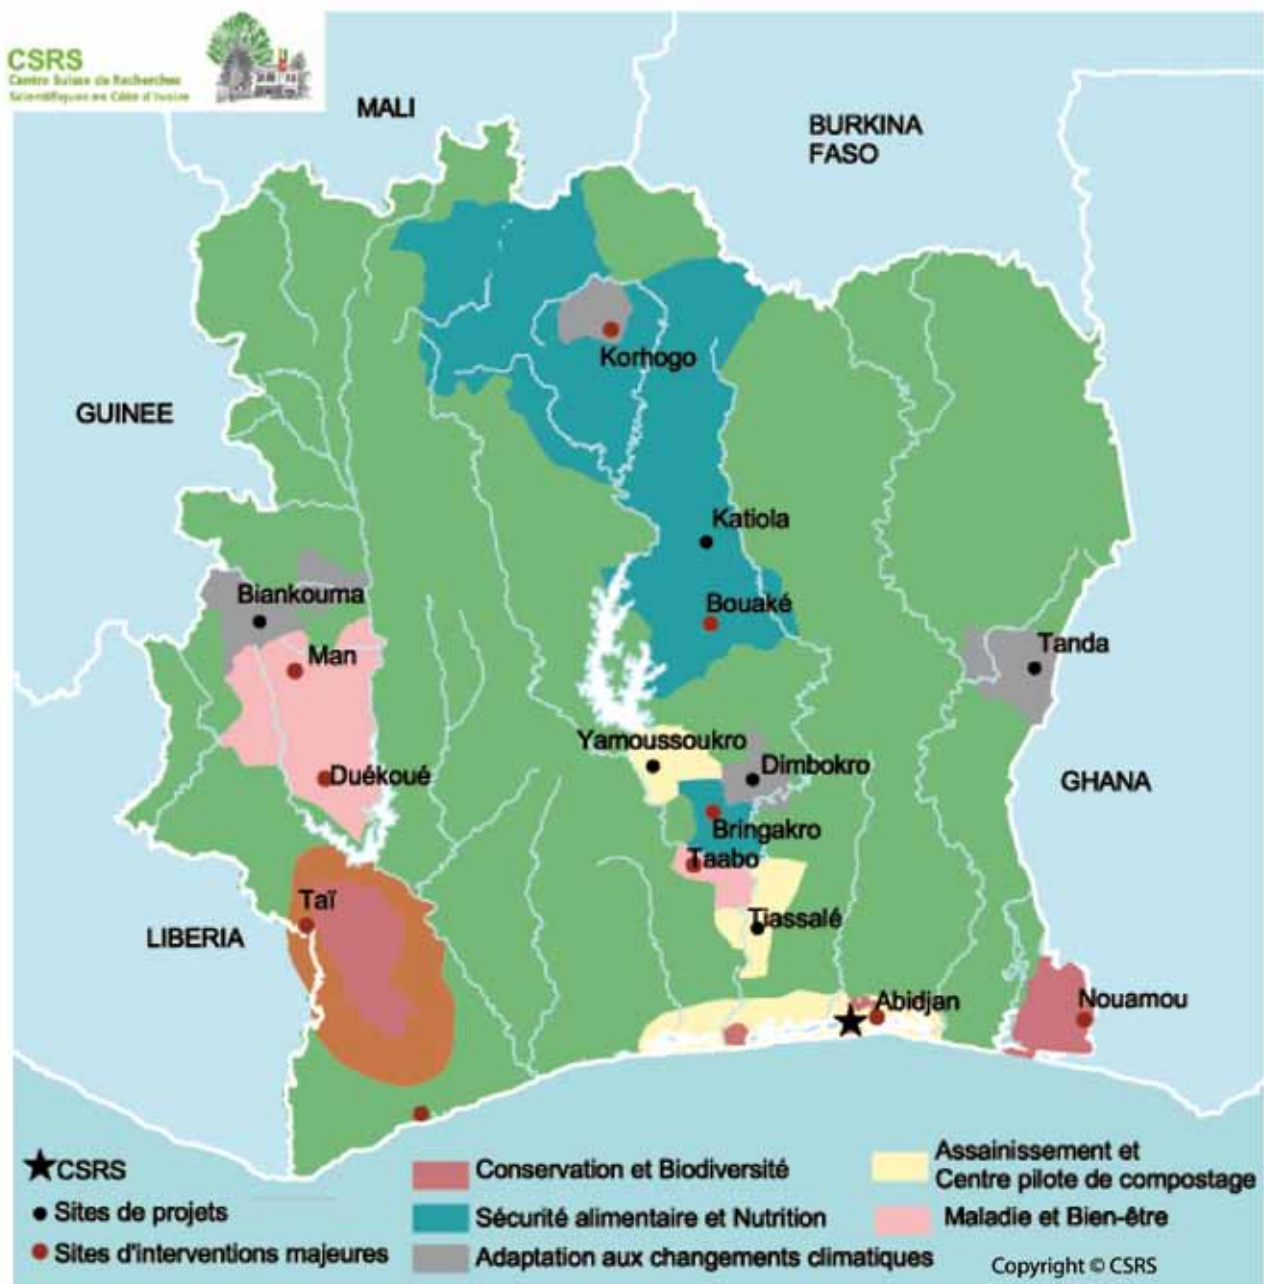 CSRS
Centre Suisse de Recherches
Scientifiques en Côte d'Ivoire
MALI
BURKINA
FASO
Korhogo
GUINEE
Katiola
Biankouma
Bouaké
Man
Tanda
Yamoussoukro
Duékoué
Dimbokro
GHANA
Bringakro
Taabo
Taï
Tiassalé
LIBERIA
Abidjan
Nouamou
CSRS
Sites de projets
Sites d'interventions majeures
Conservation et Biodiversité
Sécurité alimentaire et Nutrition
Adaptation aux changements climatiques
Assainissement et
Centre pilote de compostage
Maladie et Bien-être
Copyright © CSRS